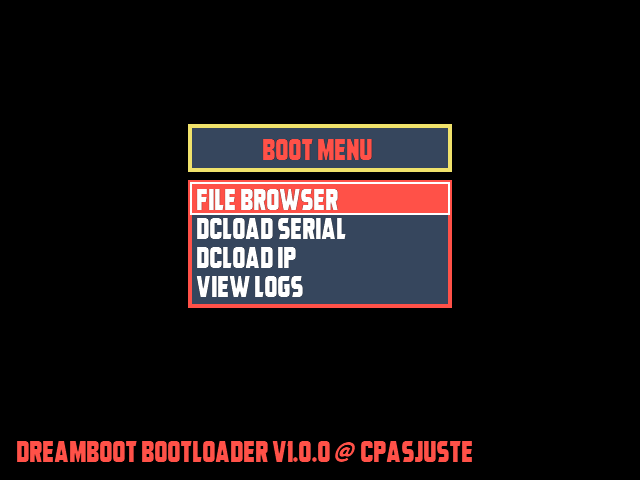 BOOT MENU
FILE BROWSER
DCLOAD SERIAL
DCLOAD IP
VIEW LOGS
DREAMBOOT BOOTLOADER V1.0.0 @ CPASJUSTE